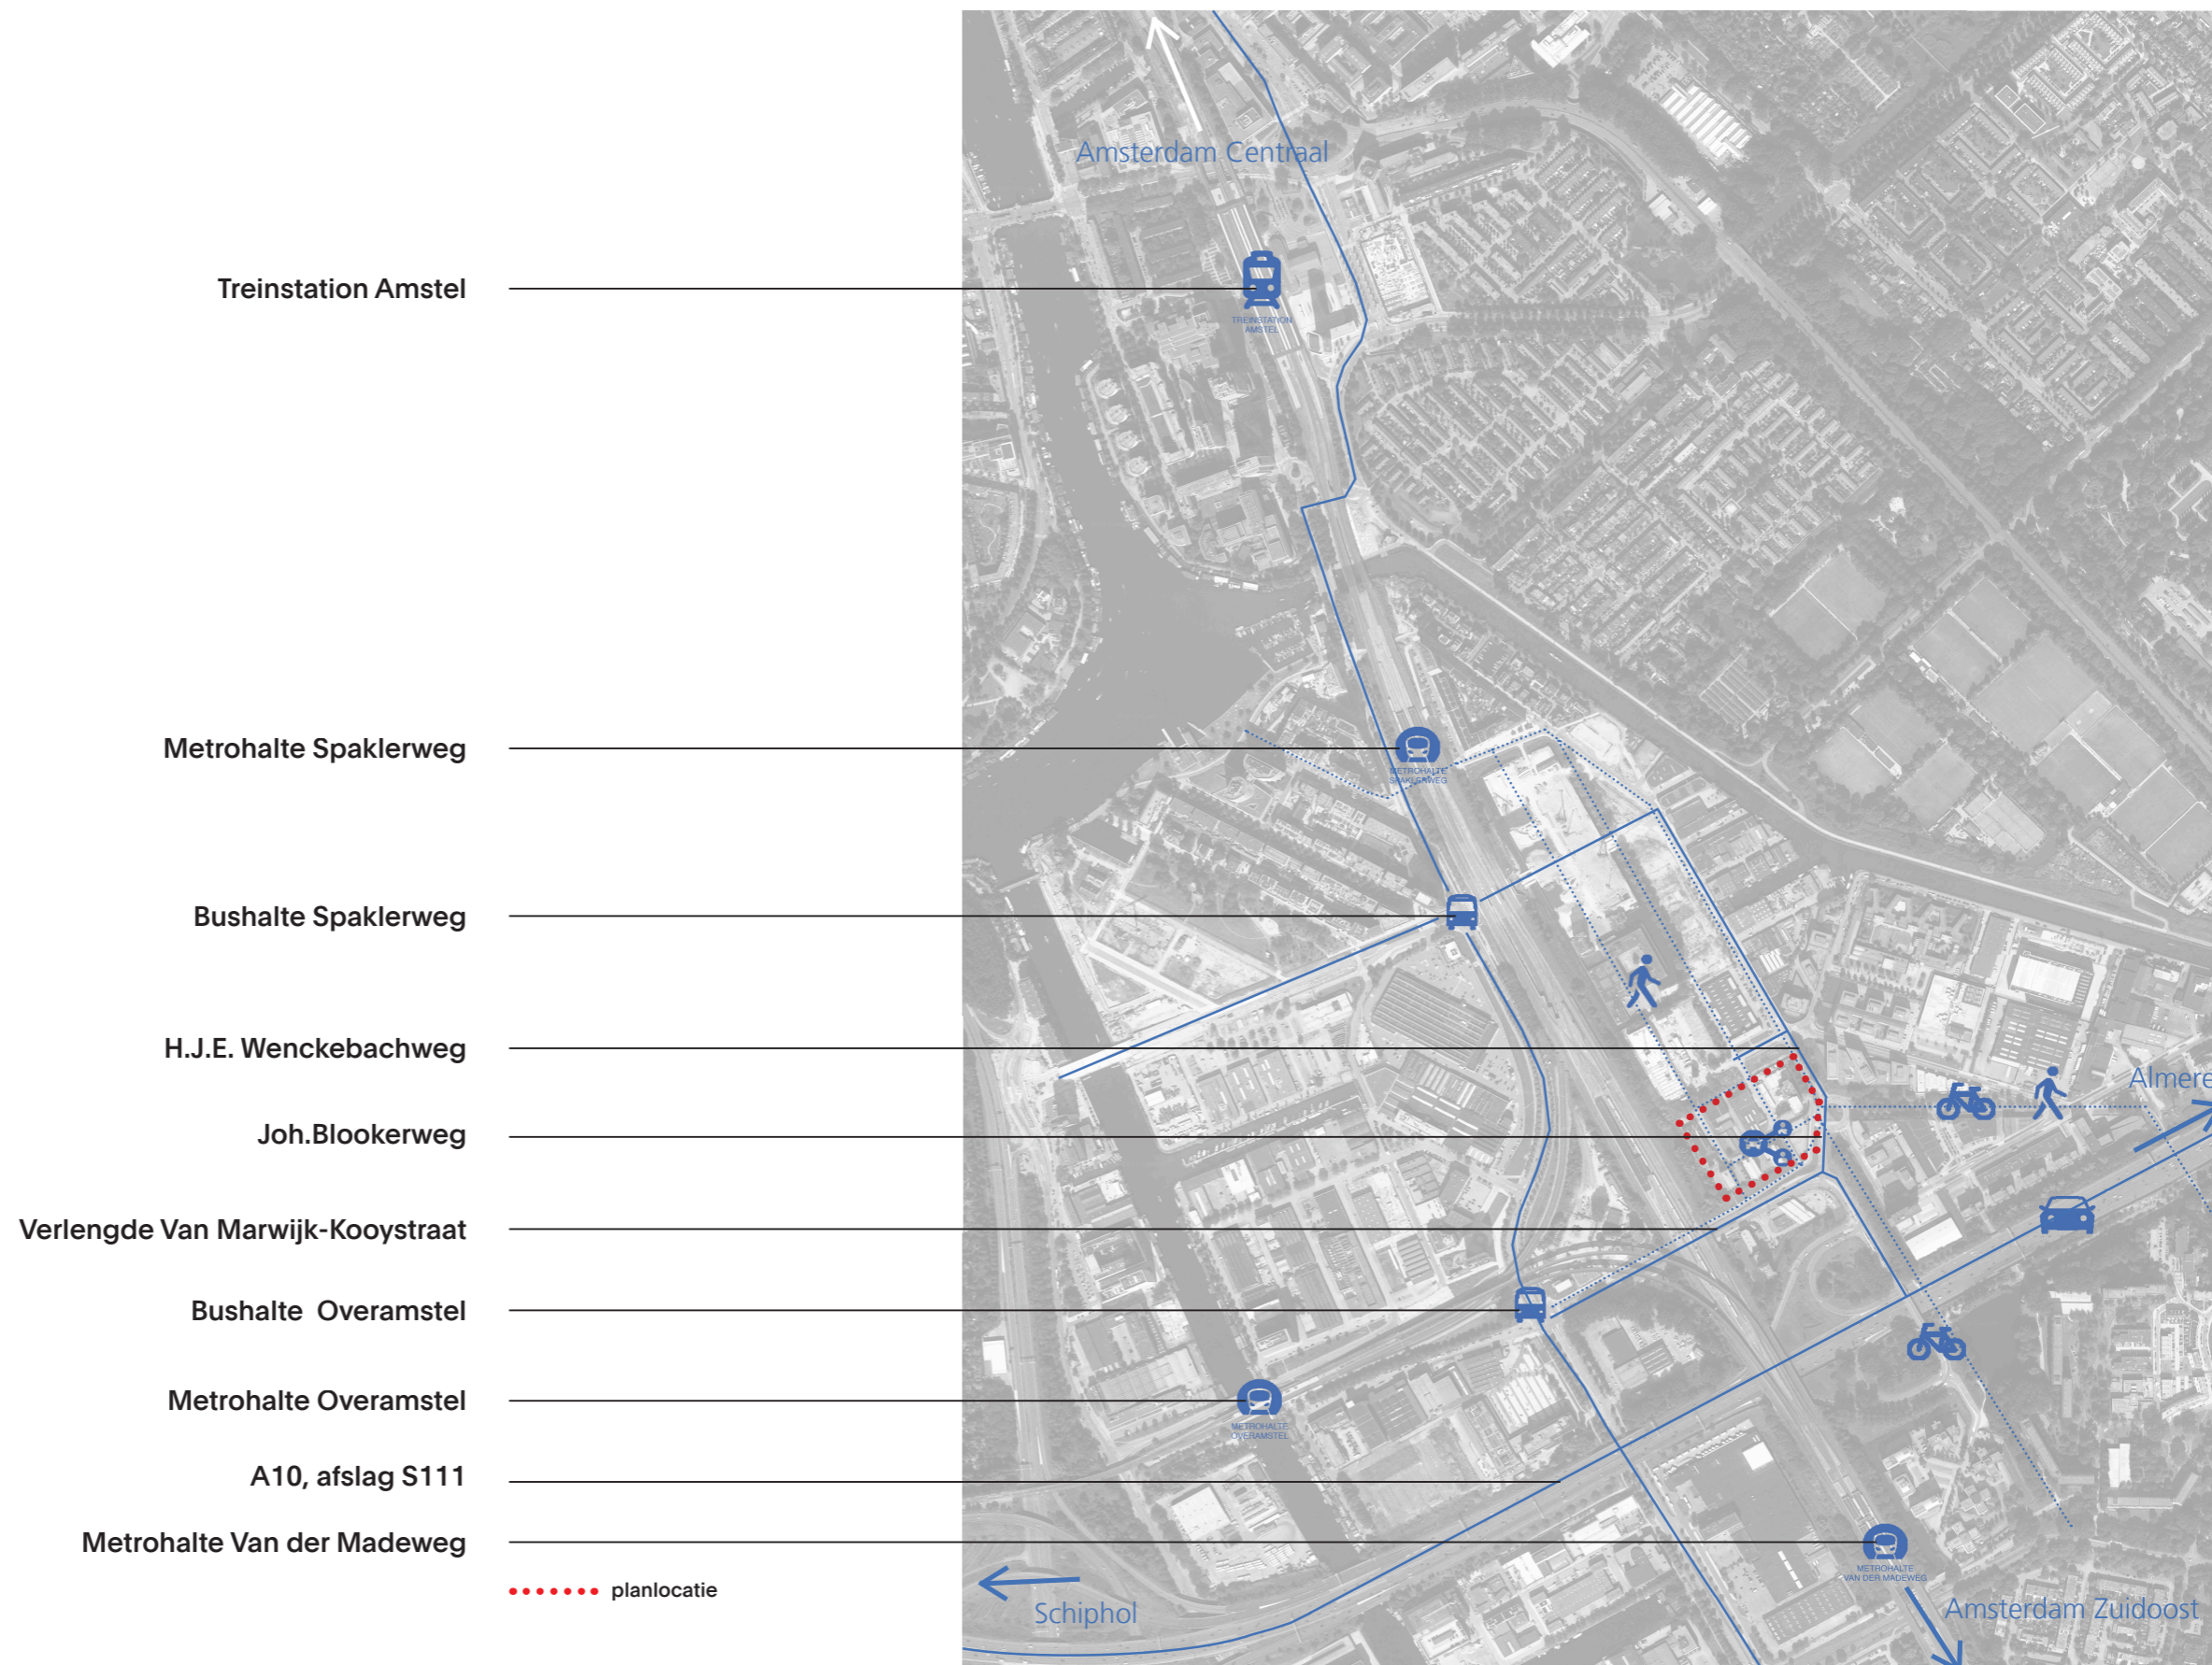 Amsterdam Centraal
Treinstation Amstel
TREINSTATION
AMSTEL
Metrohalte Spaklerweg
METROHALTE
SPAKLERWEG
Bushalte Spaklerweg
H.J.E. Wenckebachweg
Almere
Joh.Blookerweg
Verlengde Van Marwijk-Kooystraat
Bushalte Overamstel
Metrohalte Overamstel
METROHALTE
OVERAMSTEL
A10, afslag S111
Metrohalte Van der Madeweg
METROHALTE
VAN DER MADEWEG
planlocatie
Schiphol
Amsterdam Zuidoost